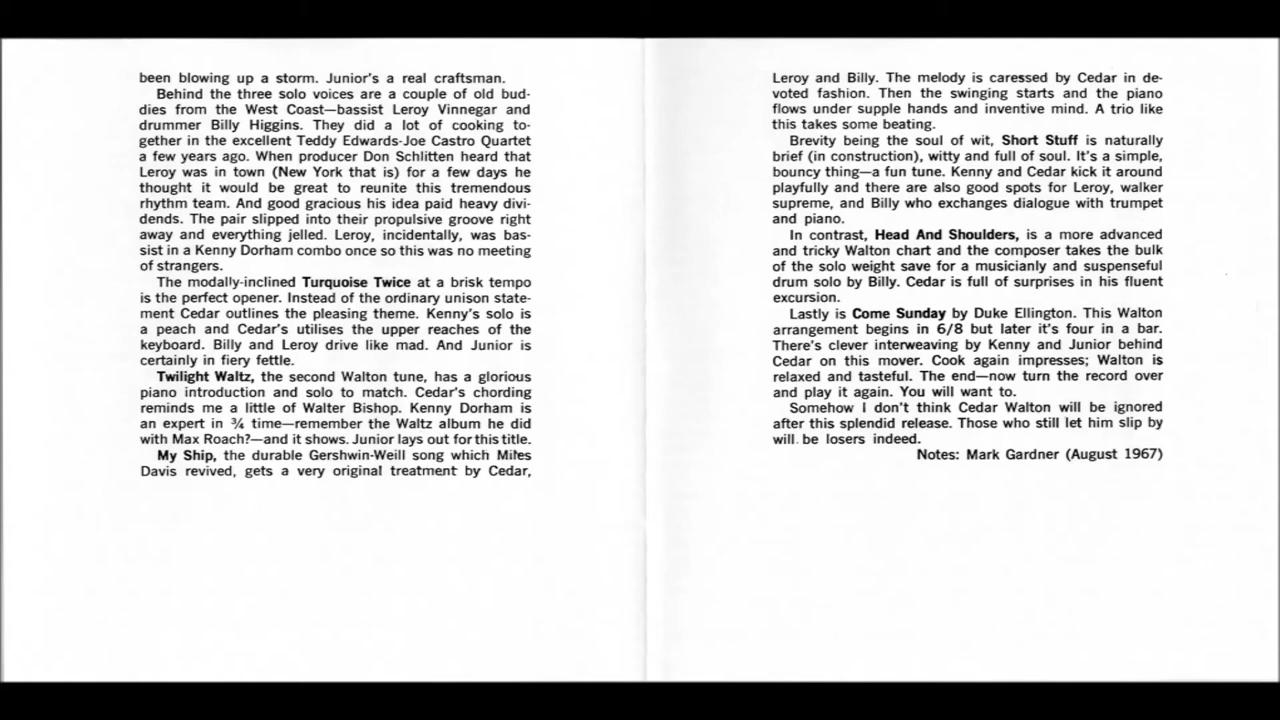 been blowing up a storm. Junior's a real craftsman.
Behind the three solo voices are a couple of old bud-
dies from the West Coast—bassist Leroy Vinnegar and
drummer Billy Higgins. They did a lot of cooking to-
gether in the excellent Teddy Edwards-Joe Castro Quartet
a few years ago. When producer Don Schlitten heard that
Leroy was in town (New York that is) for a few days he
thought it would be great to reunite this tremendous
rhythm team. And good gracious his idea paid heavy divi-
dends. The pair slipped into their propulsive groove right
away and everything jelled. Leroy, incidentally, was bas-
sist in a Kenny Dorham combo once so this was no meeting
of strangers.
The modally-inclined Turquoise Twice at a brisk tempo
is the perfect opener. Instead of the ordinary unison state-
ment Cedar outlines the pleasing theme. Kenny's solo is
a peach and Cedar's utilises the upper reaches of the
keyboard. Billy and Leroy drive like mad. And Junior is
certainly in fiery fettle.
Twilight Waltz, the second Walton tune, has a glorious
piano introduction and solo to match. Cedar's chording
reminds me a little of Walter Bishop. Kenny Dorham is
an expert in ¾ time—remember the Waltz album he did
with Max Roach?—and it shows. Junior lays out for this title.
My Ship, the durable Gershwin-Weill song which Miles
Davis revived, gets a very original treatment by Cedar,
Leroy and Billy. The melody is caressed by Cedar in de-
voted fashion. Then the swinging starts and the piano
flows under supple hands and inventive mind. A trio like
this takes some beating.
Brevity being the soul of wit, Short Stuff is naturally
brief (in construction), witty and full of soul. It's a simple,
bouncy thing—a fun tune. Kenny and Cedar kick it around
playfully and there are also good spots for Leroy, walker
supreme, and Billy who exchanges dialogue with trumpet
and piano.
In contrast, Head And Shoulders, is a more advanced
and tricky Walton chart and the composer takes the bulk
of the solo weight save for a musicianly and suspenseful
drum solo by Billy. Cedar is full of surprises in his fluent
excursion.
Lastly is Come Sunday by Duke Ellington. This Walton
arrangement begins in 6/8 but later it's four in a bar.
There's clever interweaving by Kenny and Junior behind
Cedar on this mover. Cook again impresses; Walton is
relaxed and tasteful. The end—now turn the record over
and play it again. You will want to.
Somehow I don't think Cedar Walton will be ignored
after this splendid release. Those who still let him slip by
will be losers indeed.
Notes: Mark Gardner (August 1967)